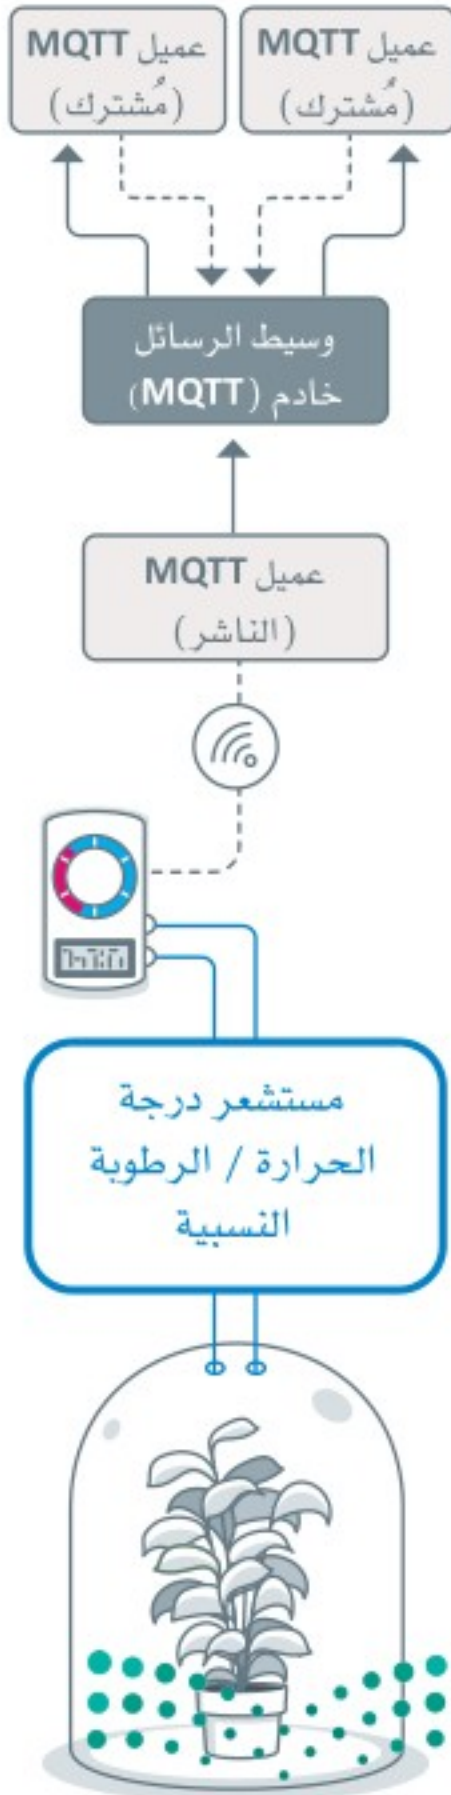 عميل MQTT
(مُشترك)
عميل MQTT
(مُشترك)
وسيط الرسائل
خادم (MQTT)
عميل MQTT
(الناشر)
مستشعر درجة
الحرارة / الرطوبة
النسبية